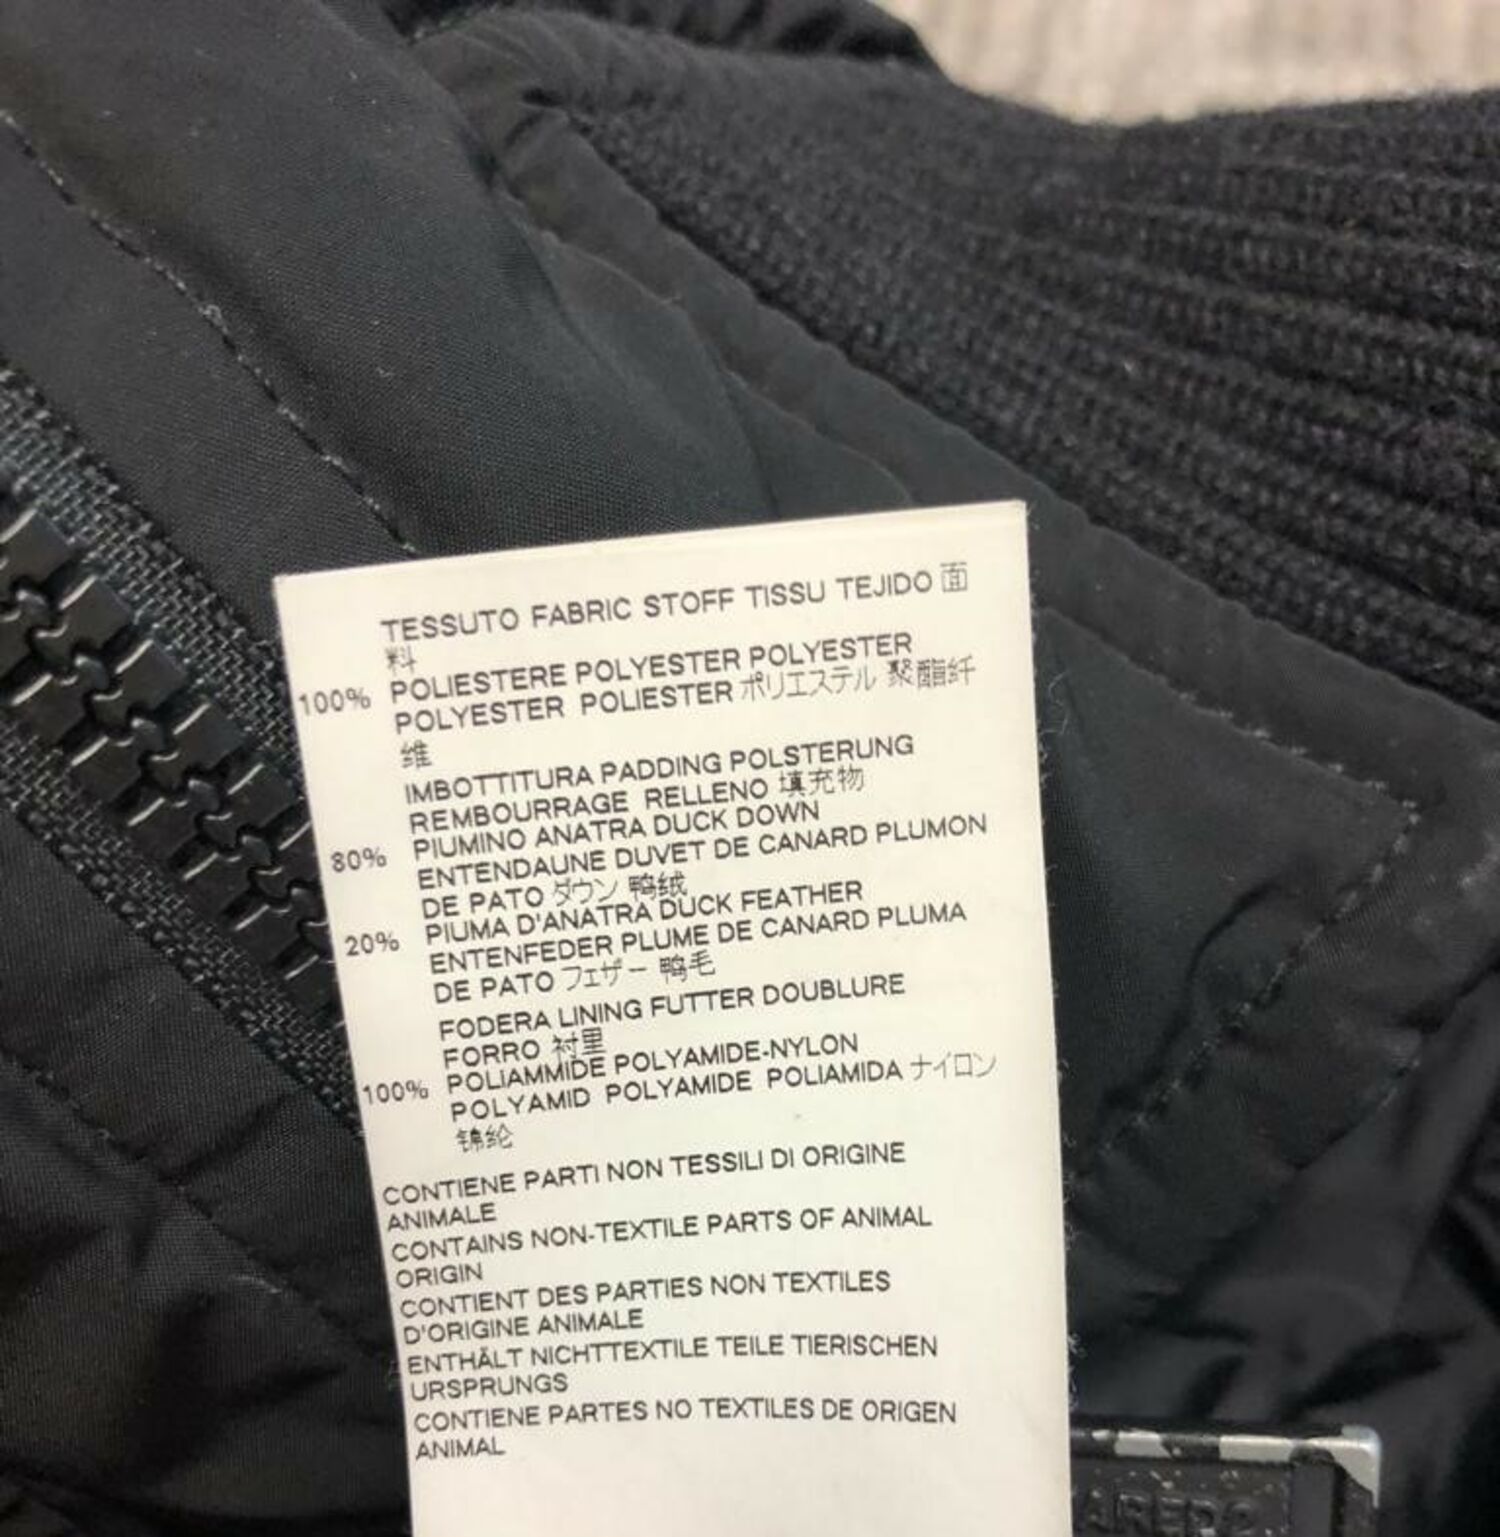 TESSUTO FABRIC STOFF TISSU TEJIDO 面
料
100% POLIESTERE POLYESTER POLYESTER
POLYESTER POLIESTER ポリエステル 聚酯纤
维
IMBOTTITURA PADDING POLSTERUNG
REMBOURRAGE RELLENO 填充物
80% PIUMINO ANATRA DUCK DOWN
ENTENDAUNE DUVET DE CANARD PLUMON
DE PATO ダウン 鸭绒
20% PIUMA D'ANATRA DUCK FEATHER
ENTENFEDER PLUME DE CANARD PLUMA
DE PATO フェザー 鸭毛
FODERA LINING FUTTER DOUBLURE
FORRO 衬里
100% POLIAMMIDE POLYAMIDE-NYLON
POLYAMID POLYAMIDE POLIAMIDA ナイロン
锦纶
CONTIENE PARTI NON TESSILI DI ORIGINE
ANIMALE
CONTAINS NON-TEXTILE PARTS OF ANIMAL
ORIGIN
CONTIENT DES PARTIES NON TEXTILES
D'ORIGINE ANIMALE
ENTHÄLT NICHTTEXTILE TEILE TIERISCHEN
URSPRUNGS
CONTIENE PARTES NO TEXTILES DE ORIGEN
ANIMAL